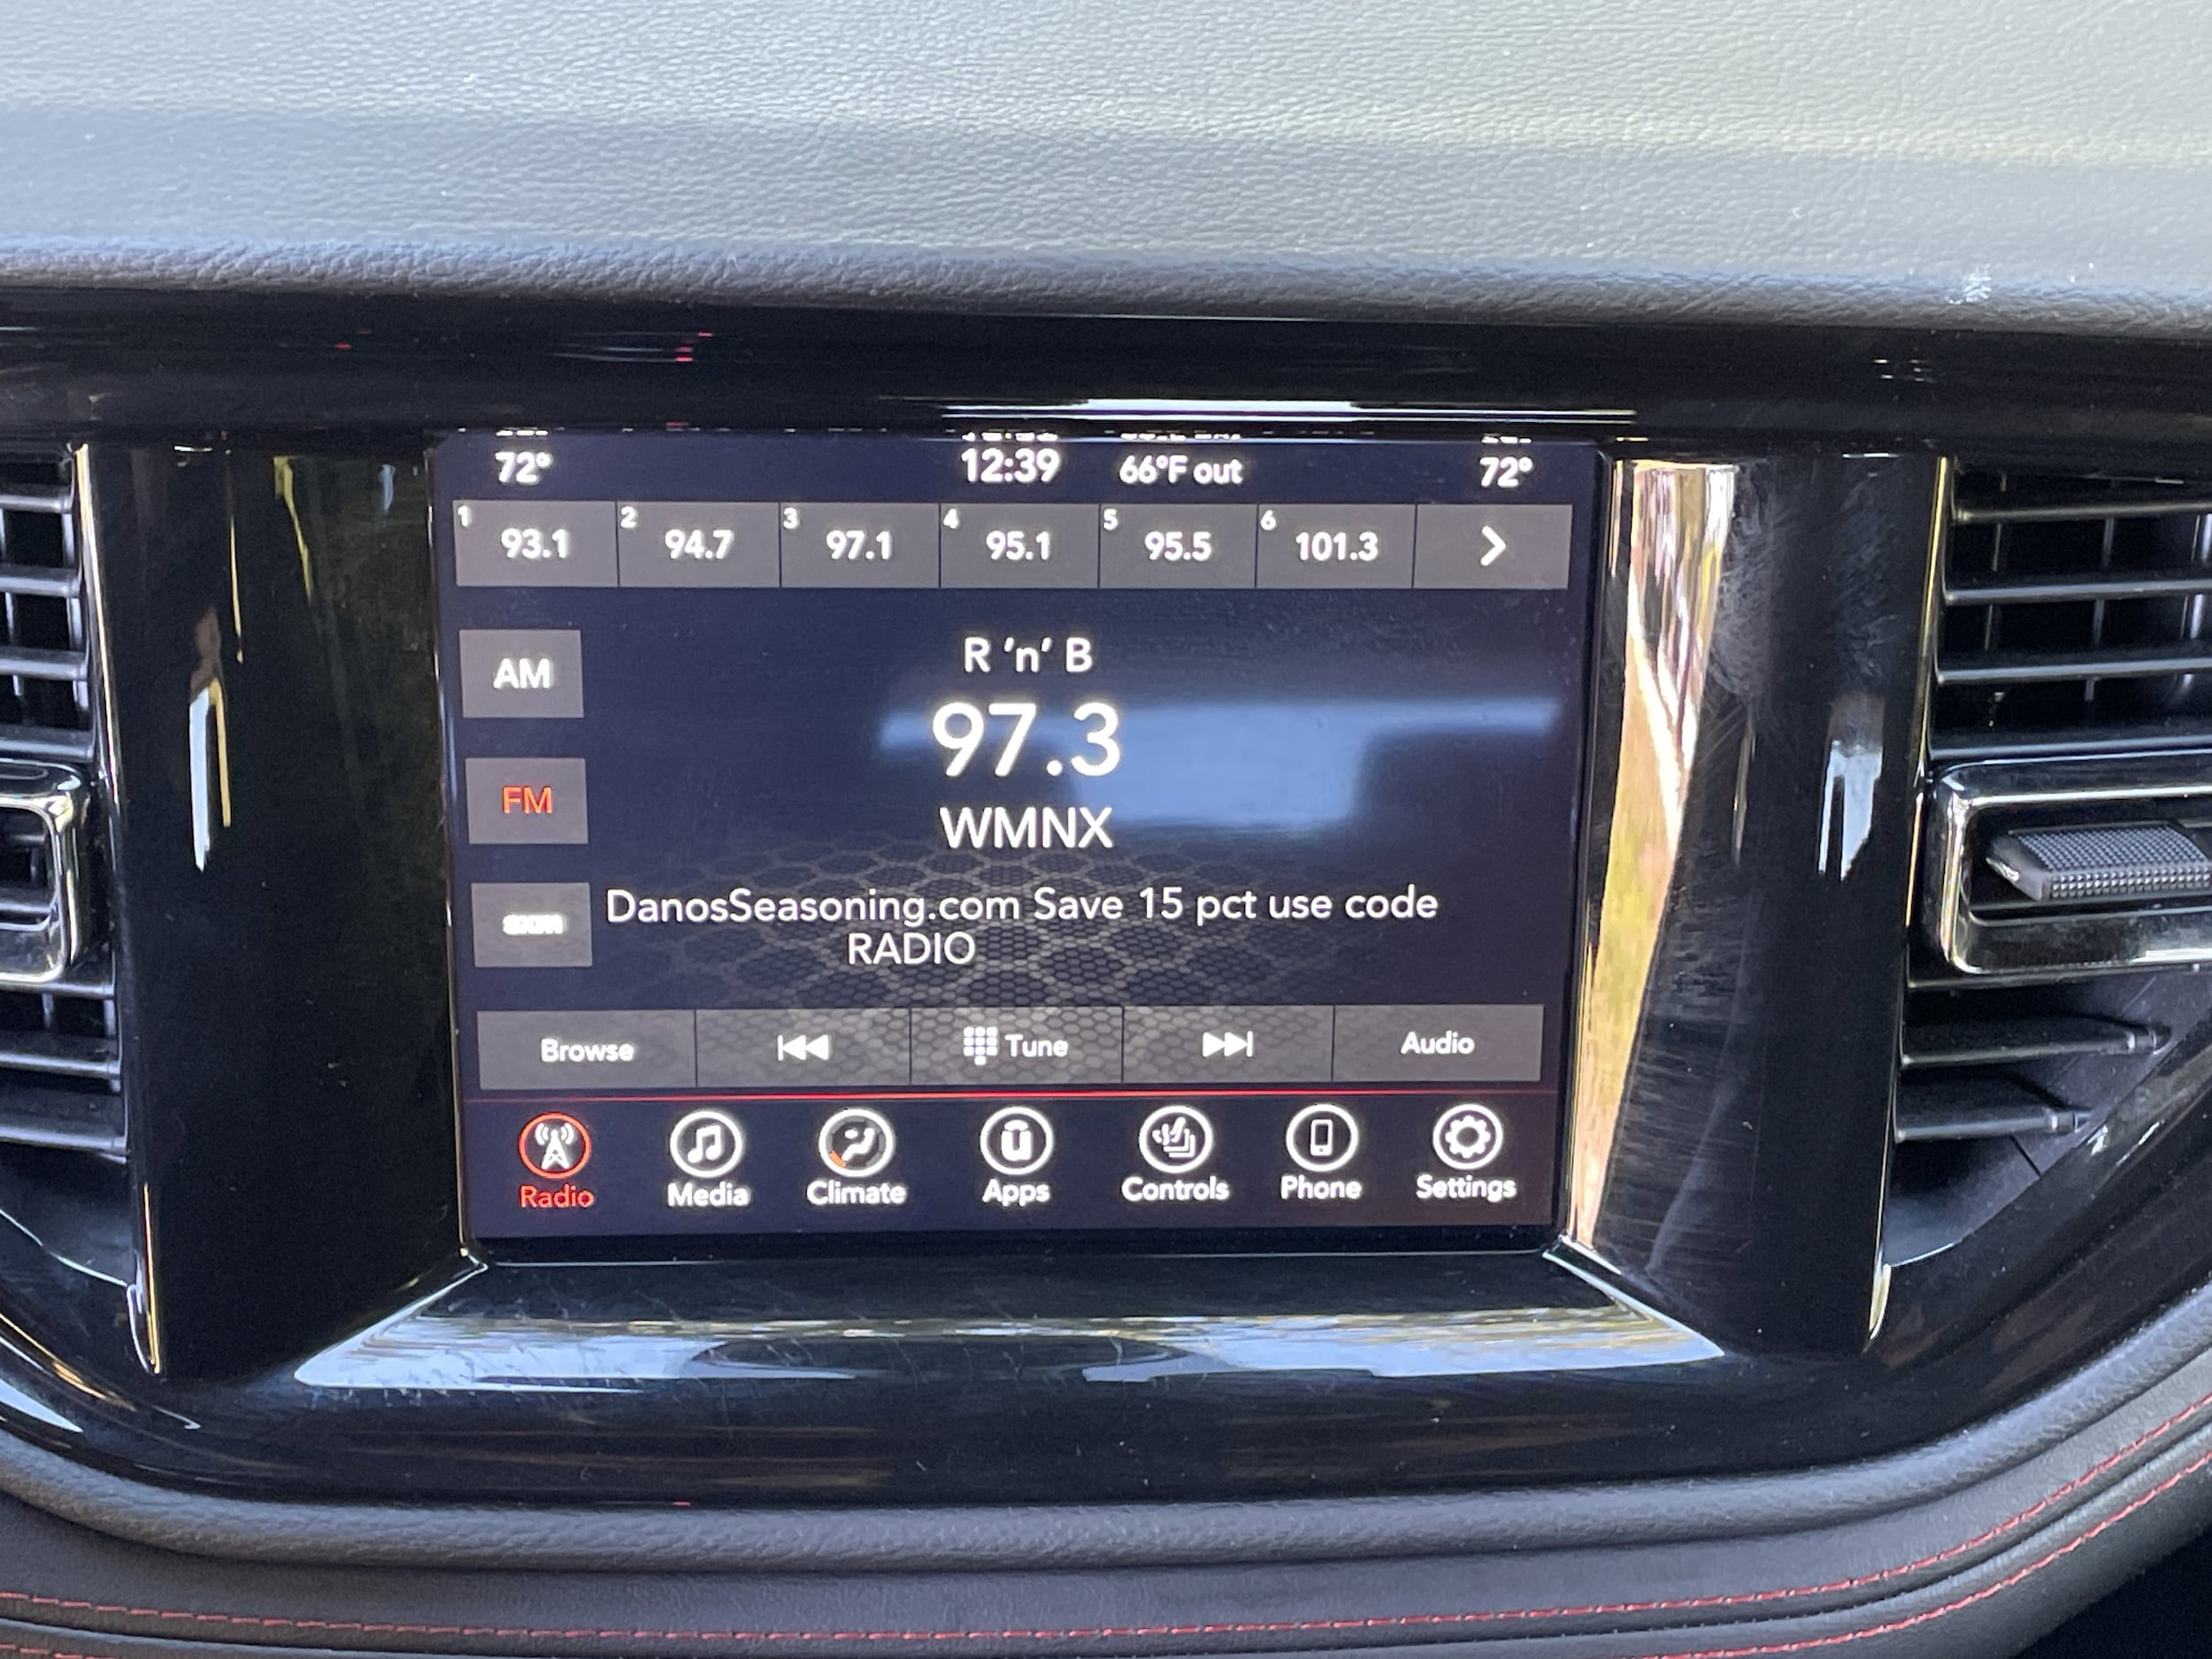 72° 12:39 66°F out 72°
1 93.1 2 94.7 3 97.1 4 95.1 5 95.5 6 101.3
R 'n' B
AM
97.3
FM
WMNX
DanosSeasoning.com Save 15 pct use code
sxm
RADIO
Browse Tune Audio
Radio Media Climate Apps Controls Phone Settings